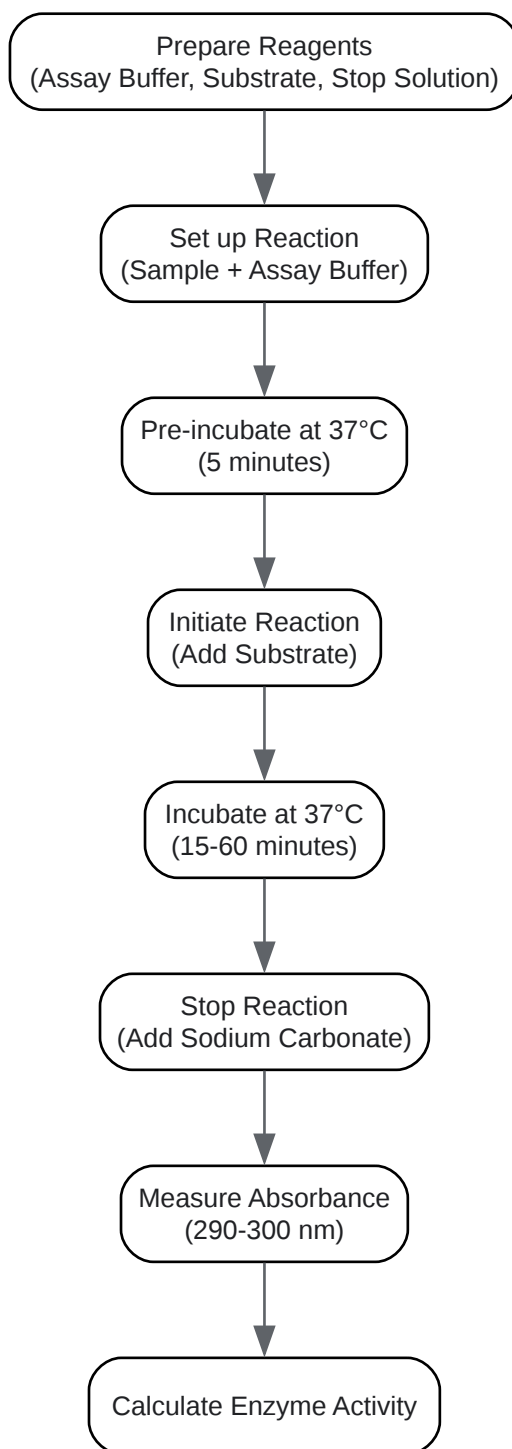 Prepare Reagents
(Assay Buffer, Substrate, Stop Solution)
Set up Reaction
(Sample + Assay Buffer)
Pre-incubate at 37°C
(5 minutes)
Initiate Reaction
(Add Substrate)
Incubate at 37°C
(15-60 minutes)
Stop Reaction
(Add Sodium Carbonate)
Measure Absorbance
(290-300 nm)
Calculate Enzyme Activity